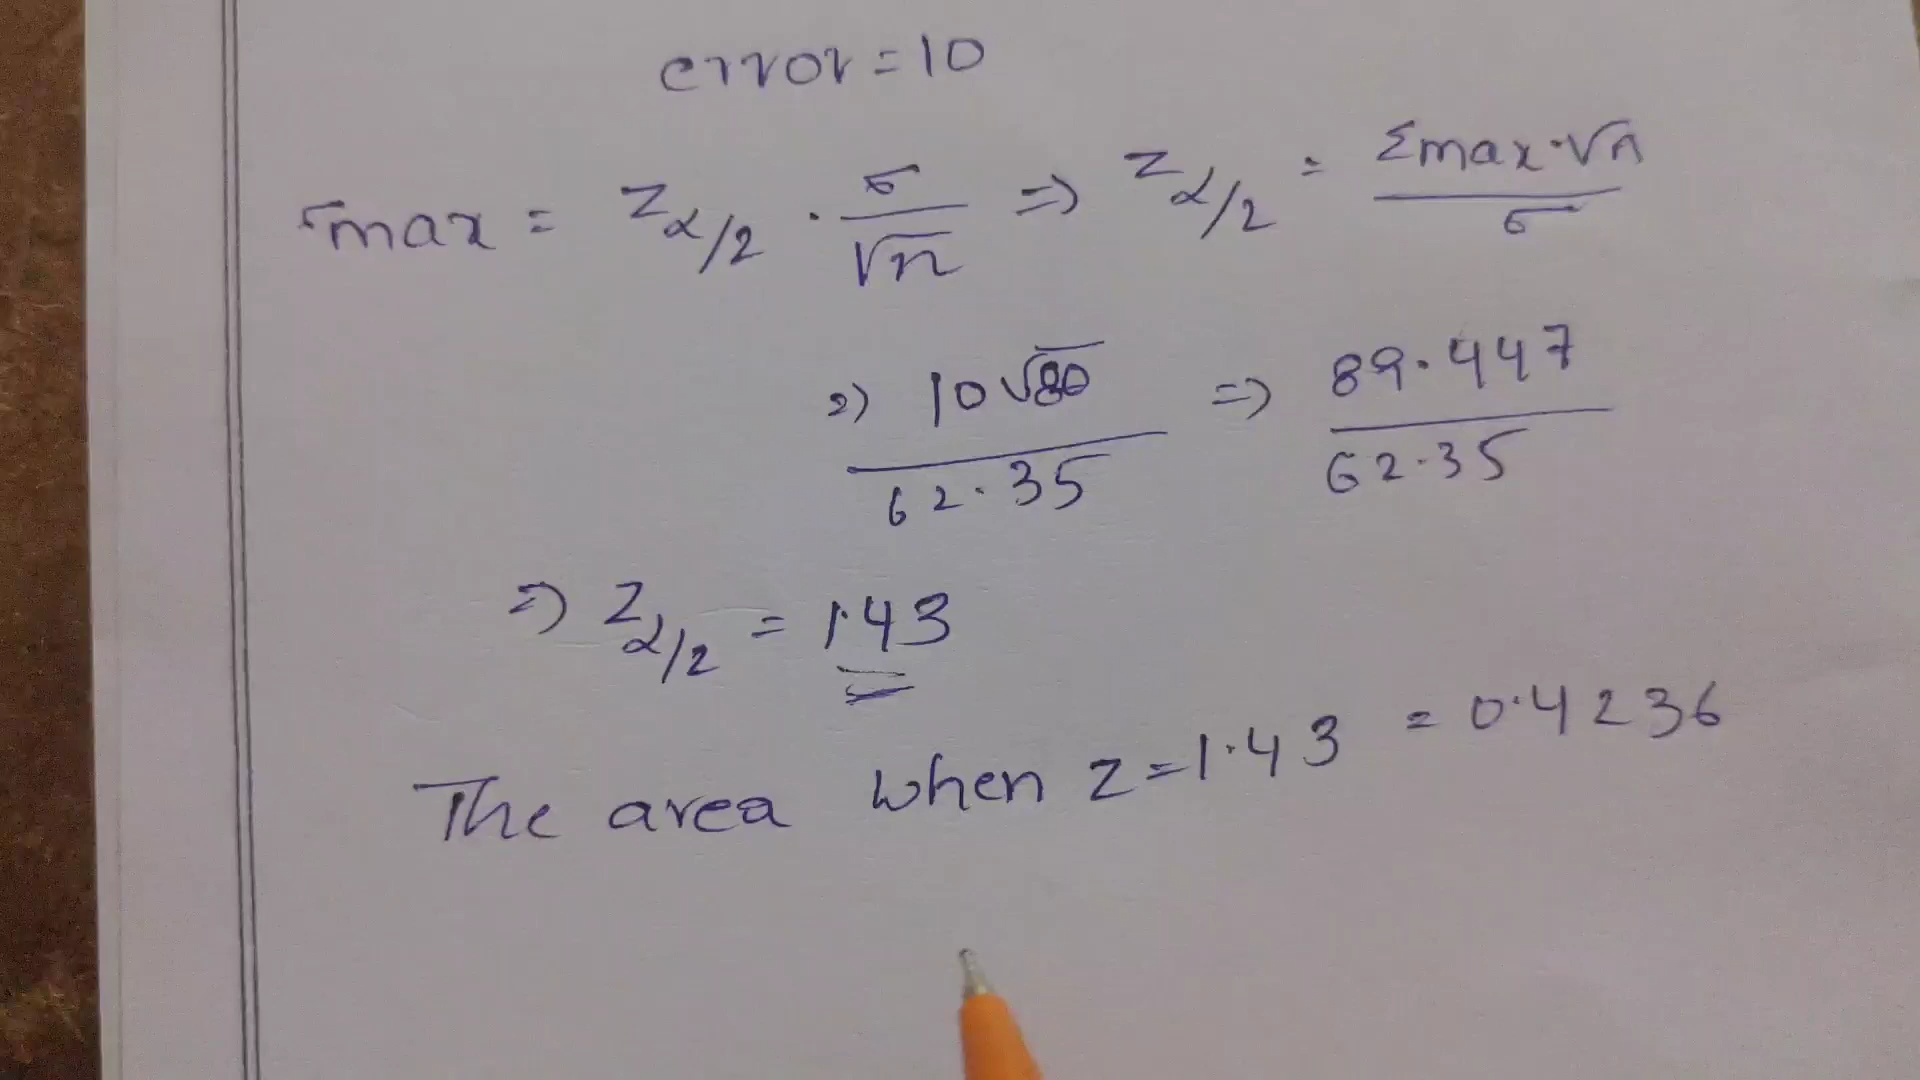 error = 10
Emax = Zα/2 · σ/√n ⇒ Zα/2 = Σmax·√n/σ
⇒) 10√80/62.35 ⇒ 89.447/62.35
⇒ Zα/2 = 1.43
The area when z=1.43 = 0.4236